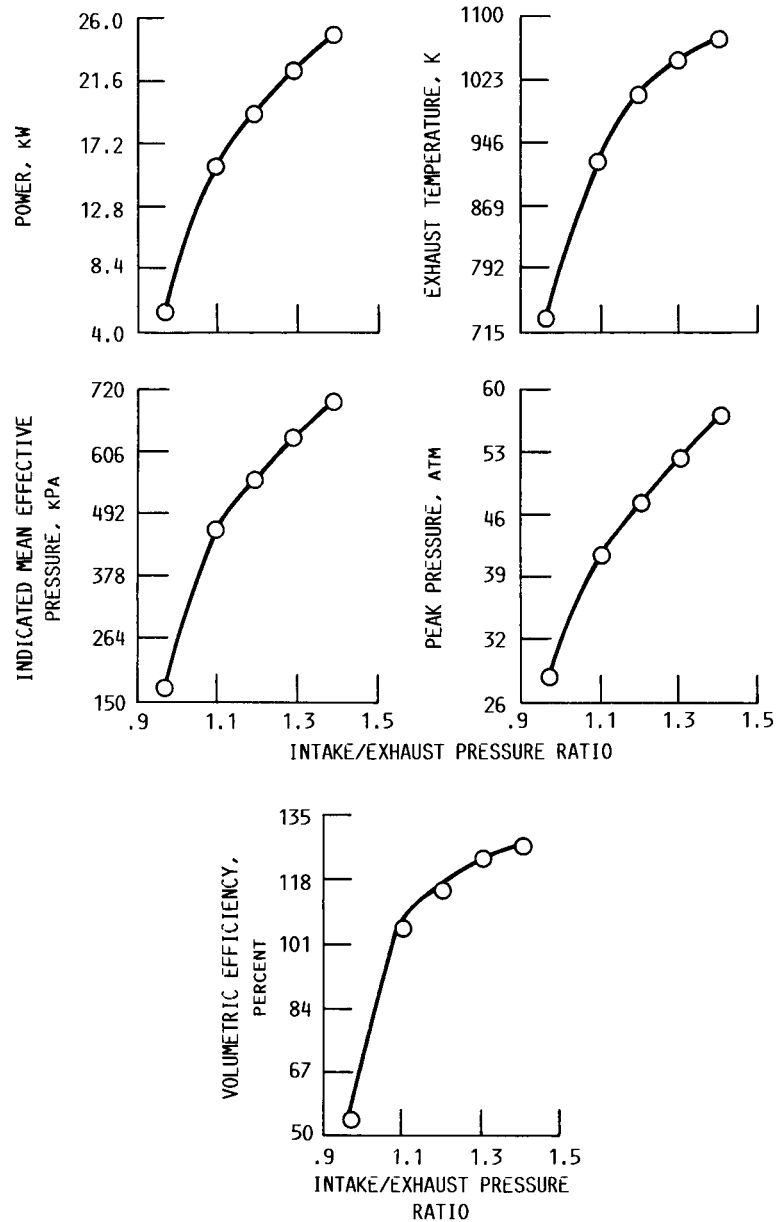 26.0
21.6
17.2
12.8
8.4
4.0
POWER, KW
1100
1023
946
869
792
715
EXHAUST TEMPERATURE, K
720
606
492
378
264
150
INDICATED MEAN EFFECTIVE
PRESSURE, KPA
.9 1.1 1.3 1.5
60
53
46
39
32
26
PEAK PRESSURE, ATM
.9 1.1 1.3 1.5
INTAKE/EXHAUST PRESSURE RATIO
135
118
101
84
67
50
VOLUMETRIC EFFICIENCY,
PERCENT
.9 1.1 1.3 1.5
INTAKE/EXHAUST PRESSURE
RATIO